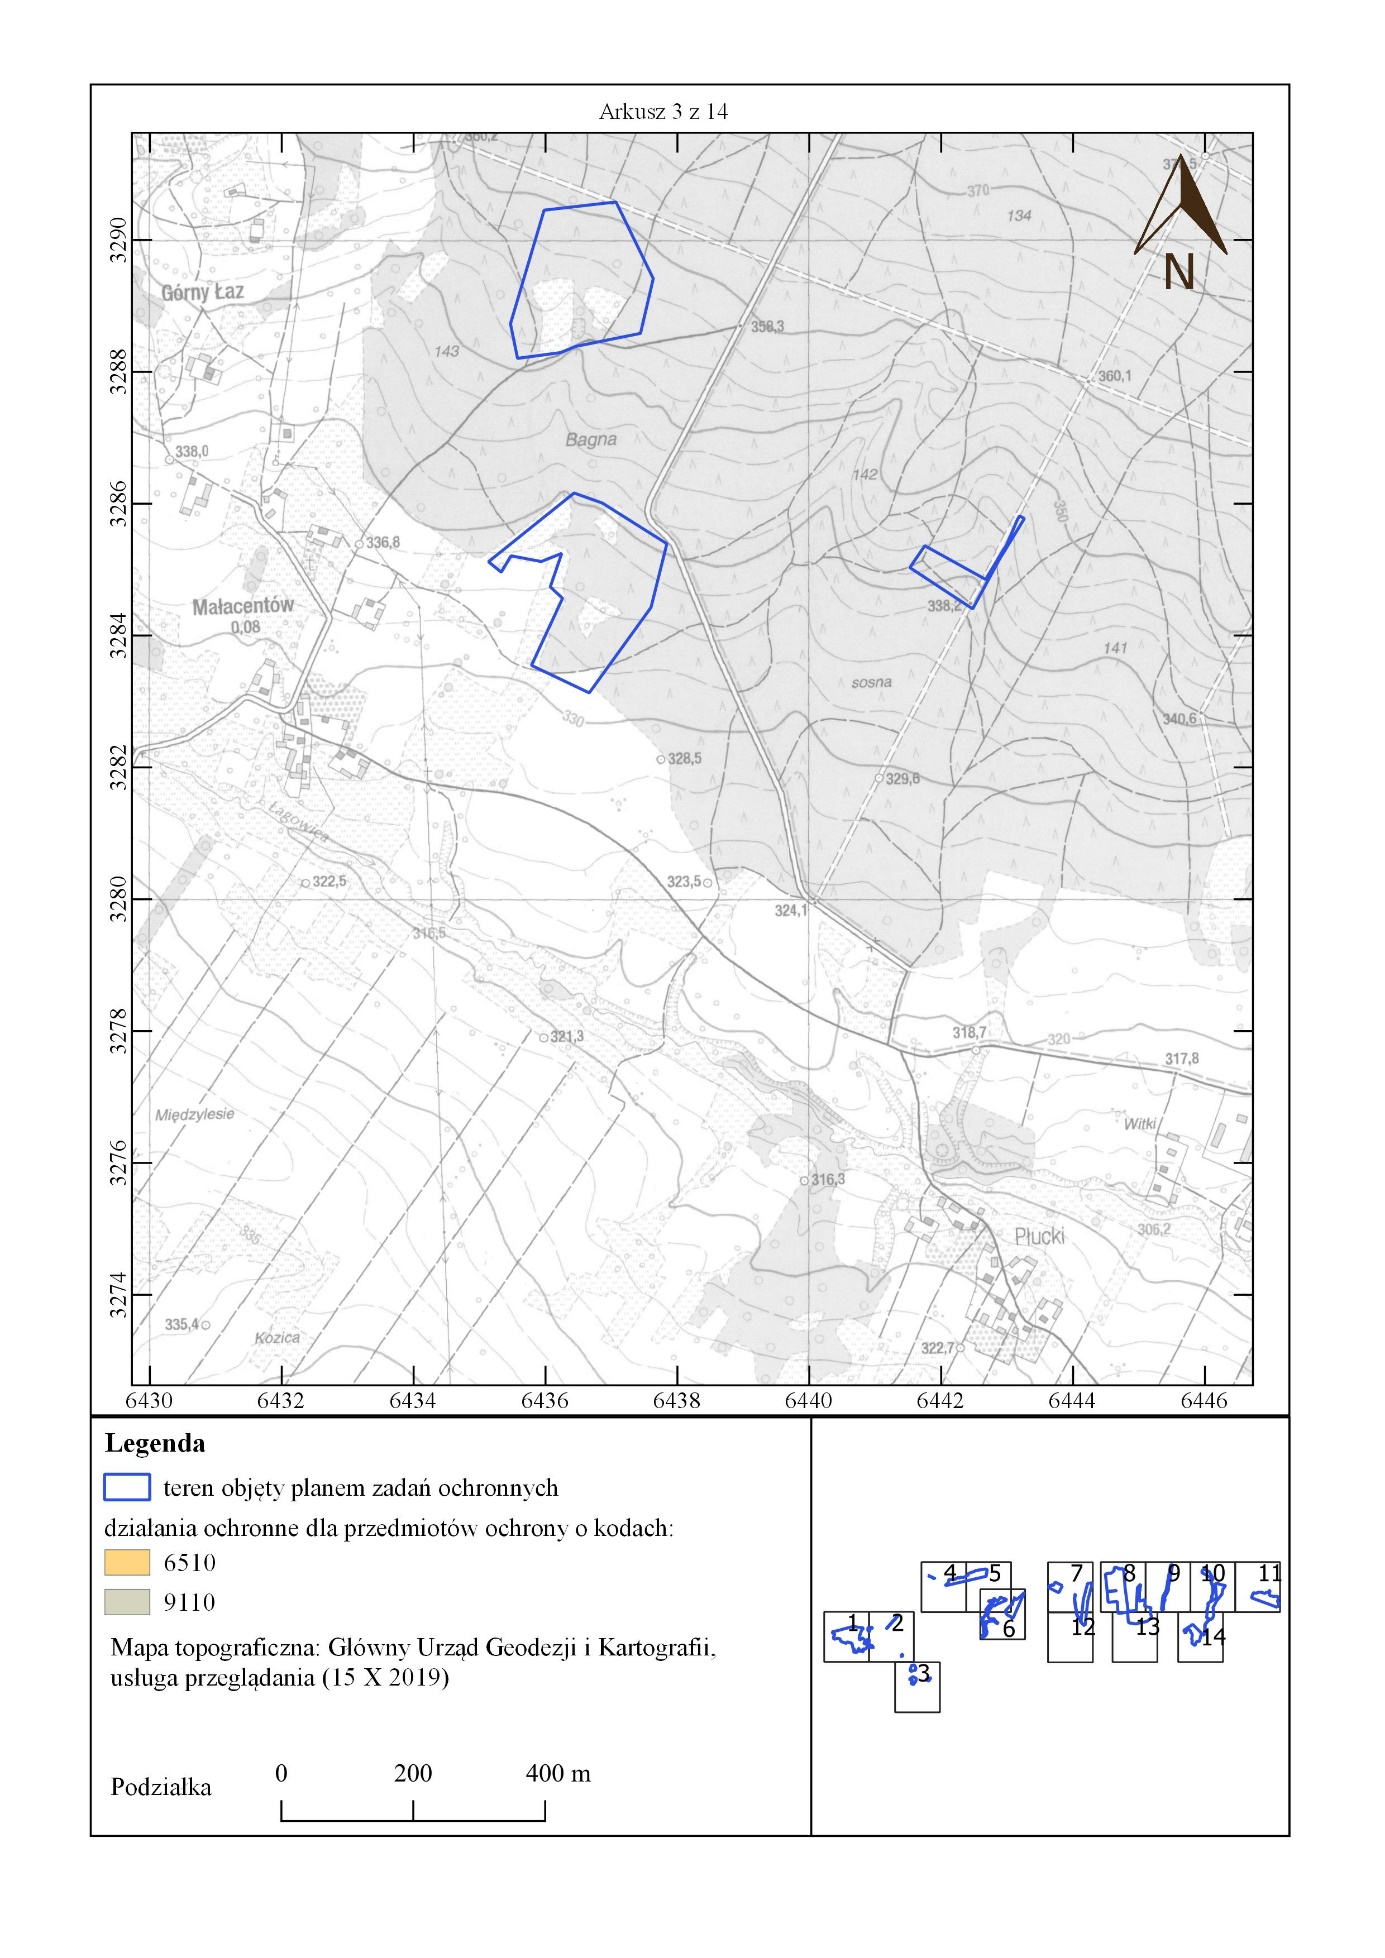 Arkusz 3 z 14
370
134
N
3290
Górny Łaz
358,3
143
3288
360,1
Bagna
338,0
142
3286
350
336,8
Małacentów
0,08
338,2
3284
141
sosna
330
340,6
328,5
329,6
3282
Łagowica
322,5
323,5
3280
324,1
316,5
3278
321,3
318,7
320
317,8
Międzylesie
Witki
3276
316,3
335
Płucki
306,2
3274
335,4
Kozica
322,7
6430 6432 6434 6436 6438 6440 6442 6444 6446
Legenda
teren objęty planem zadań ochronnych
działania ochronne dla przedmiotów ochrony o kodach:
6510
9110
Mapa topograficzna: Główny Urząd Geodezji i Kartografii,
usługa przeglądania (15 X 2019)
Podziałka
0 200 400 m
4 5 7 8 9 10 11
1 2 6 12 13 14
3